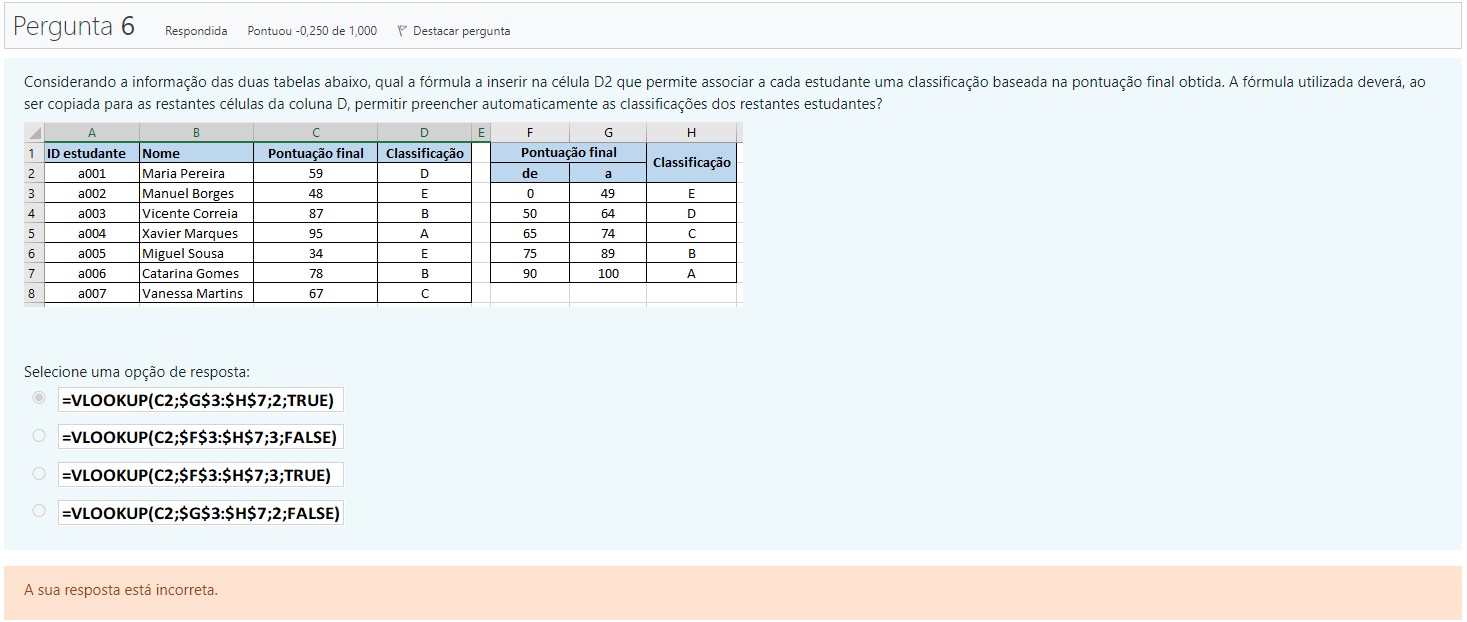 Pergunta 6 Respondida Pontuou -0,250 de 1,000 Destacar pergunta
Considerando a informação das duas tabelas abaixo, qual a fórmula a inserir na célula D2 que permite associar a cada estudante uma classificação baseada na pontuação final obtida. A fórmula utilizada deverá, ao
ser copiada para as restantes células da coluna D, permitir preencher automaticamente as classificações dos restantes estudantes?
A B C D E F G H
1 ID estudante Nome Pontuação final Classificação Pontuação final Classificação
2 a001 Maria Pereira 59 D de a
3 a002 Manuel Borges 48 E 0 49 E
4 a003 Vicente Correia 87 B 50 64 D
5 a004 Xavier Marques 95 A 65 74 C
6 a005 Miguel Sousa 34 E 75 89 B
7 a006 Catarina Gomes 78 B 90 100 A
8 a007 Vanessa Martins 67 C
Selecione uma opção de resposta:
=VLOOKUP(C2;$G$3:$H$7;2;TRUE)
=VLOOKUP(C2;$F$3:$H$7;3;FALSE)
=VLOOKUP(C2;$F$3:$H$7;3;TRUE)
=VLOOKUP(C2;$G$3:$H$7;2;FALSE)
A sua resposta está incorreta.